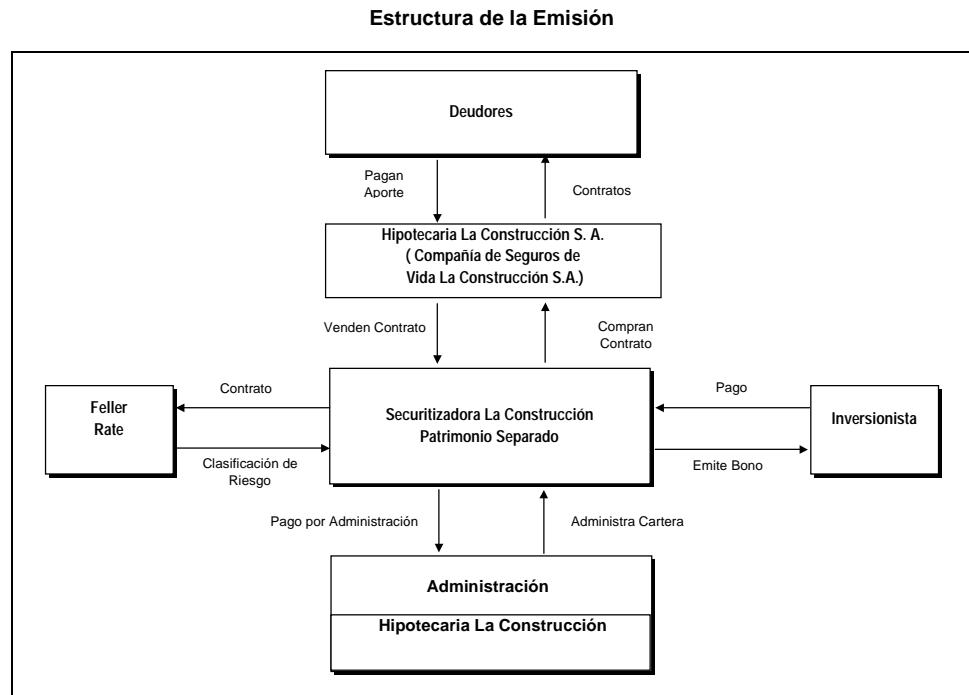 Estructura de la Emisión
Deudores
Pagan
Aporte
Contratos
Hipotecaria La Construcción S. A.
( Compañía de Seguros de
Vida La Construcción S.A.)
Venden Contrato
Compran
Contrato
Feller
Rate
Contrato
Clasificación de
Riesgo
Securitizadora La Construcción
Patrimonio Separado
Pago
Emite Bono
Inversionista
Pago por Administración
Administra Cartera
Administración
Hipotecaria La Construcción